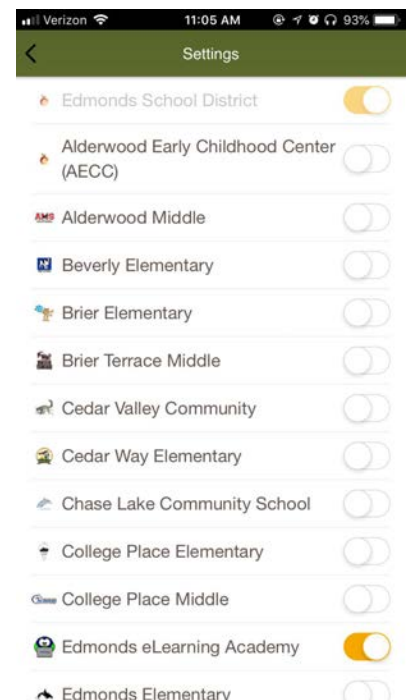 Verizon 11:05 AM 93%
Settings
Edmonds School District
Alderwood Early Childhood Center
(AECC)
AMS Alderwood Middle
Beverly Elementary
Brier Elementary
Brier Terrace Middle
Cedar Valley Community
Cedar Way Elementary
Chase Lake Community School
College Place Elementary
College Place Middle
Edmonds eLearning Academy
Edmonds Elementary